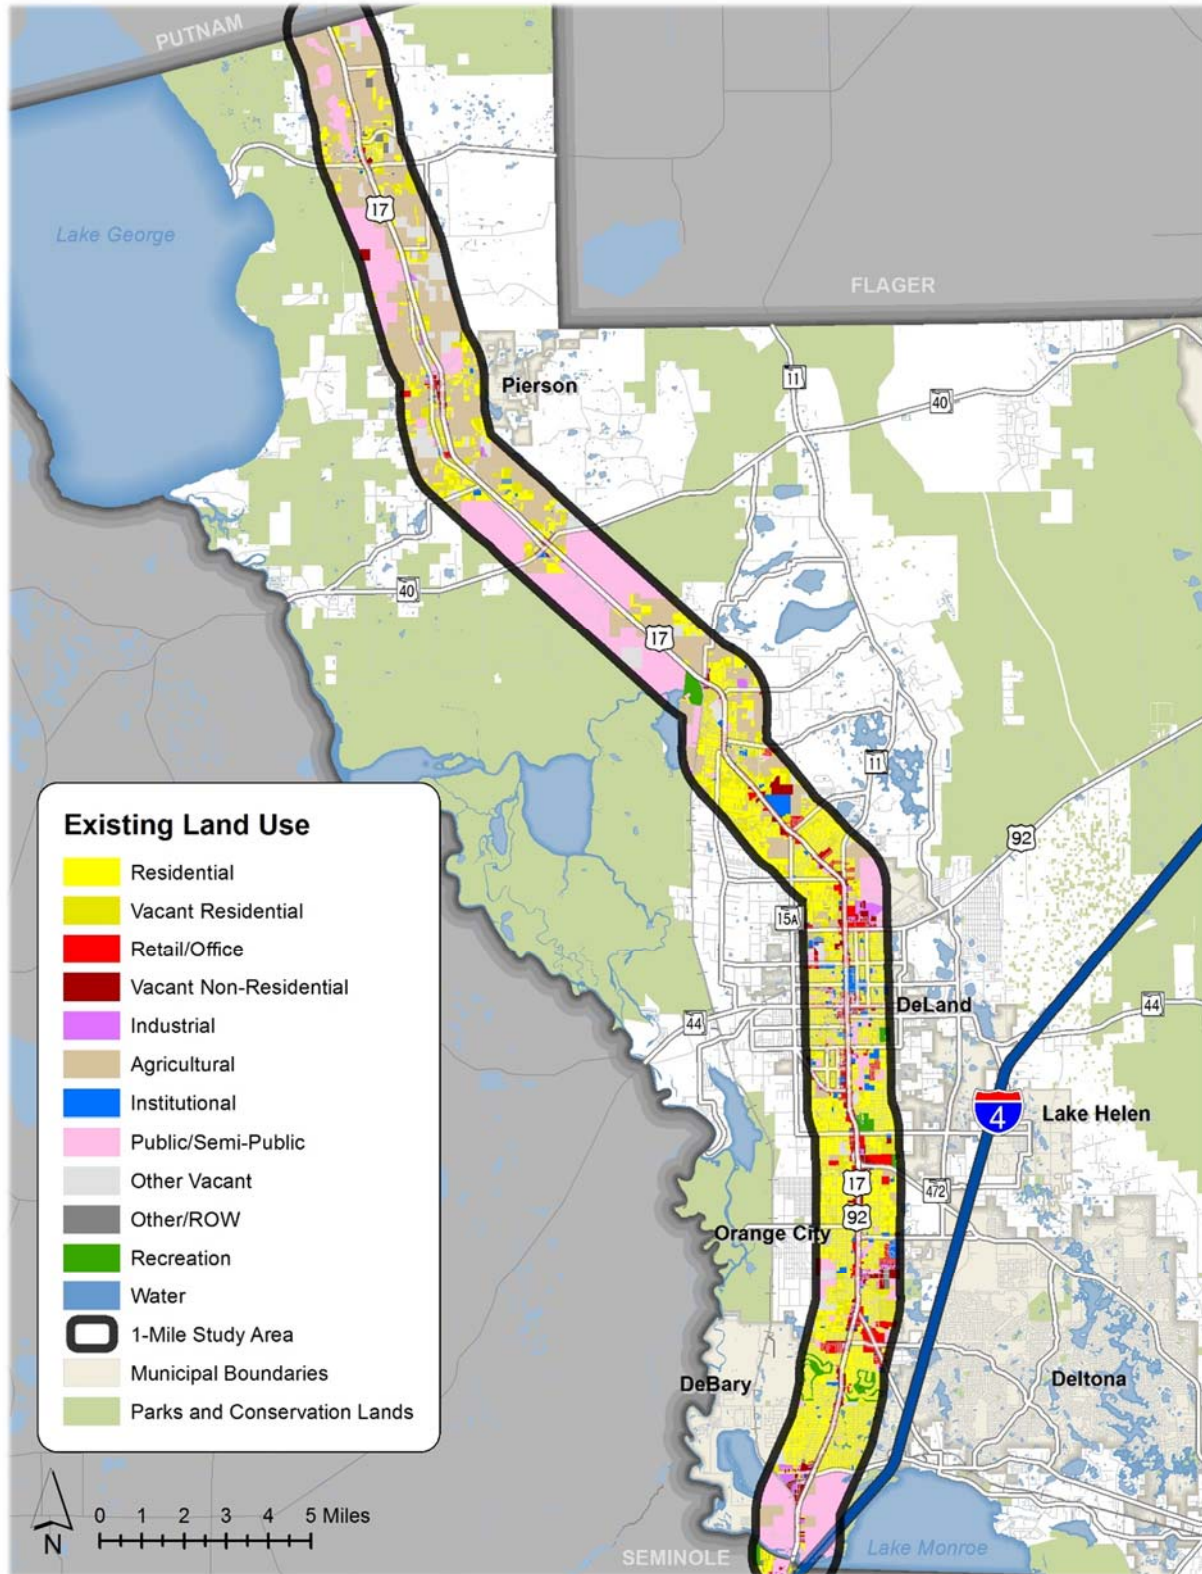 PUTNAM
Lake George
17
FLAGER
11
Pierson
40
40
17
11
92
15A
44
DeLand
44
4
Lake Helen
17
472
92
Orange City
DeBary
Deltona
SEMINOLE
Lake Monroe
Existing Land Use
Residential
Vacant Residential
Retail/Office
Vacant Non-Residential
Industrial
Agricultural
Institutional
Public/Semi-Public
Other Vacant
Other/ROW
Recreation
Water
1-Mile Study Area
Municipal Boundaries
Parks and Conservation Lands
N
0 1 2 3 4 5 Miles